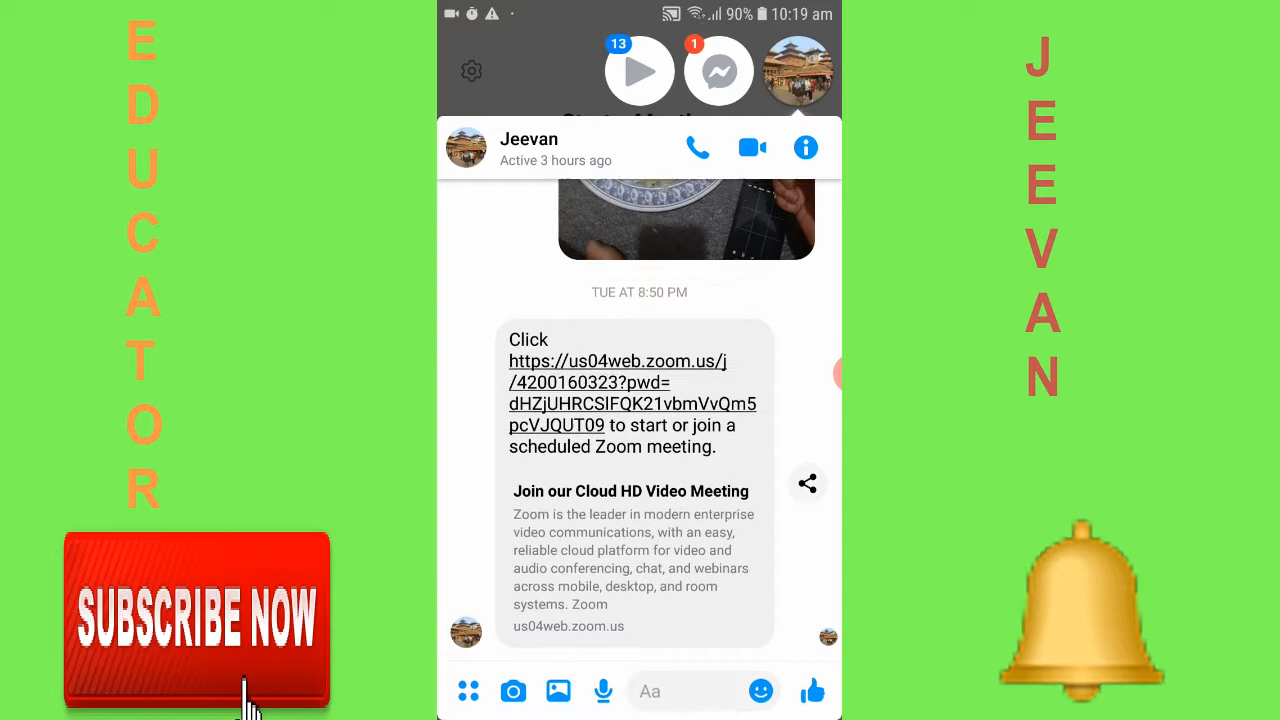 EDUCATOR
JEEVAN
90% 10:19 am
13
1
Jeevan
Active 3 hours ago
TUE AT 8:50 PM
Click
https://us04web.zoom.us/j
/4200160323?pwd=
dHZjUHRCSlFQK21vbmVvQm5
pcVJQUT09 to start or join a
scheduled Zoom meeting.
Join our Cloud HD Video Meeting
Zoom is the leader in modern enterprise
video communications, with an easy,
reliable cloud platform for video and
audio conferencing, chat, and webinars
across mobile, desktop, and room
systems. Zoom
us04web.zoom.us
Aa
SUBSCRIBE NOW